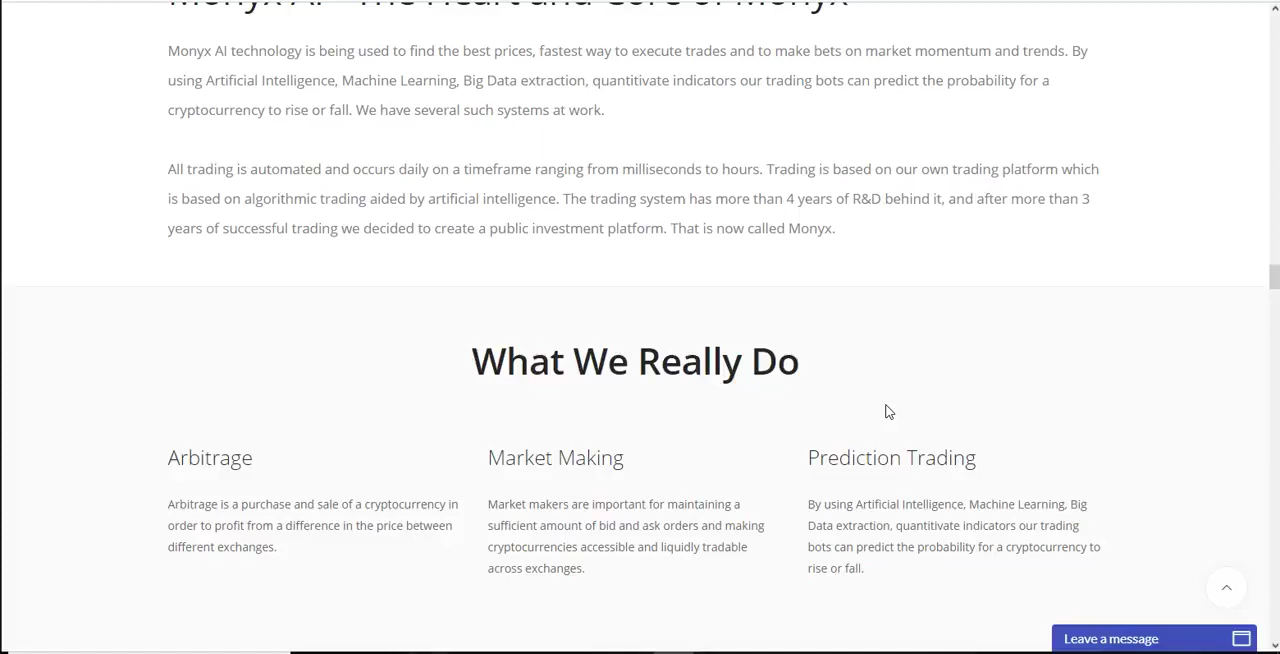 Monyx AI - The Heart and Core of Monyx
Monyx AI technology is being used to find the best prices, fastest way to execute trades and to make bets on market momentum and trends. By
using Artificial Intelligence, Machine Learning, Big Data extraction, quantitivate indicators our trading bots can predict the probability for a
cryptocurrency to rise or fall. We have several such systems at work.
All trading is automated and occurs daily on a timeframe ranging from milliseconds to hours. Trading is based on our own trading platform which
is based on algorithmic trading aided by artificial intelligence. The trading system has more than 4 years of R&D behind it, and after more than 3
years of successful trading we decided to create a public investment platform. That is now called Monyx.
What We Really Do
Arbitrage
Arbitrage is a purchase and sale of a cryptocurrency in
order to profit from a difference in the price between
different exchanges.
Market Making
Market makers are important for maintaining a
sufficient amount of bid and ask orders and making
cryptocurrencies accessible and liquidly tradable
across exchanges.
Prediction Trading
By using Artificial Intelligence, Machine Learning, Big
Data extraction, quantitivate indicators our trading
bots can predict the probability for a cryptocurrency to
rise or fall.
Leave a message